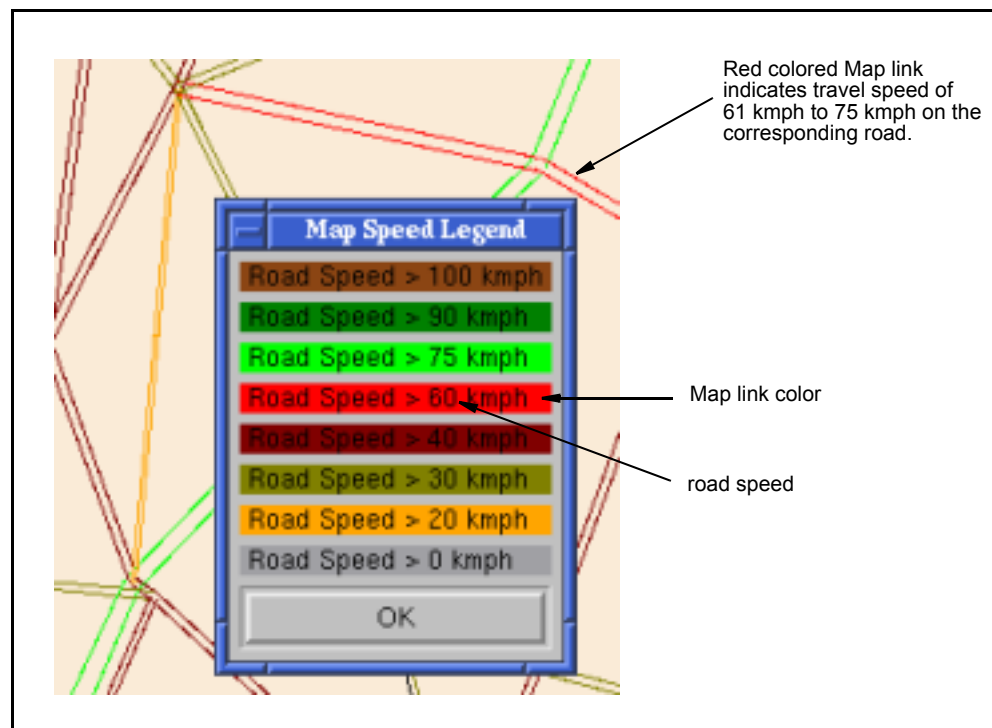 Red colored Map link
indicates travel speed of
61 kmph to 75 kmph on the
corresponding road.
Map Speed Legend
Road Speed > 100 kmph
Road Speed > 90 kmph
Road Speed > 75 kmph
Road Speed > 60 kmph
Map link color
Road Speed > 40 kmph
Road Speed > 30 kmph
road speed
Road Speed > 20 kmph
Road Speed > 0 kmph
OK